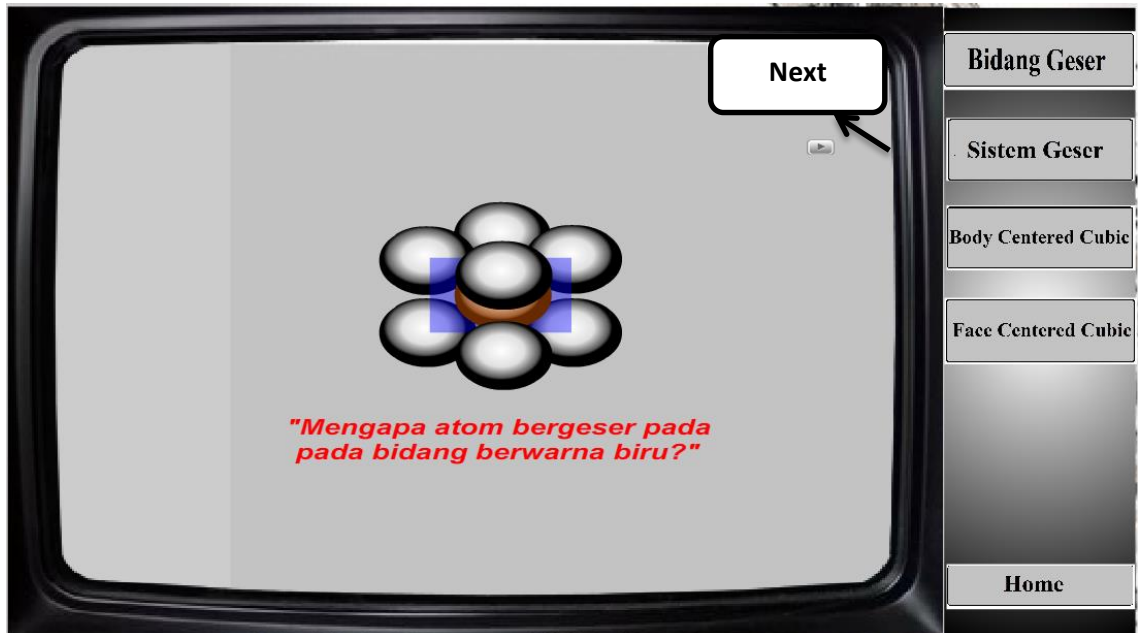 Next
"Mengapa atom bergeser pada
pada bidang berwarna biru?"
Bidang Geser
Sistem Geser
Body Centered Cubic
Face Centered Cubic
Home